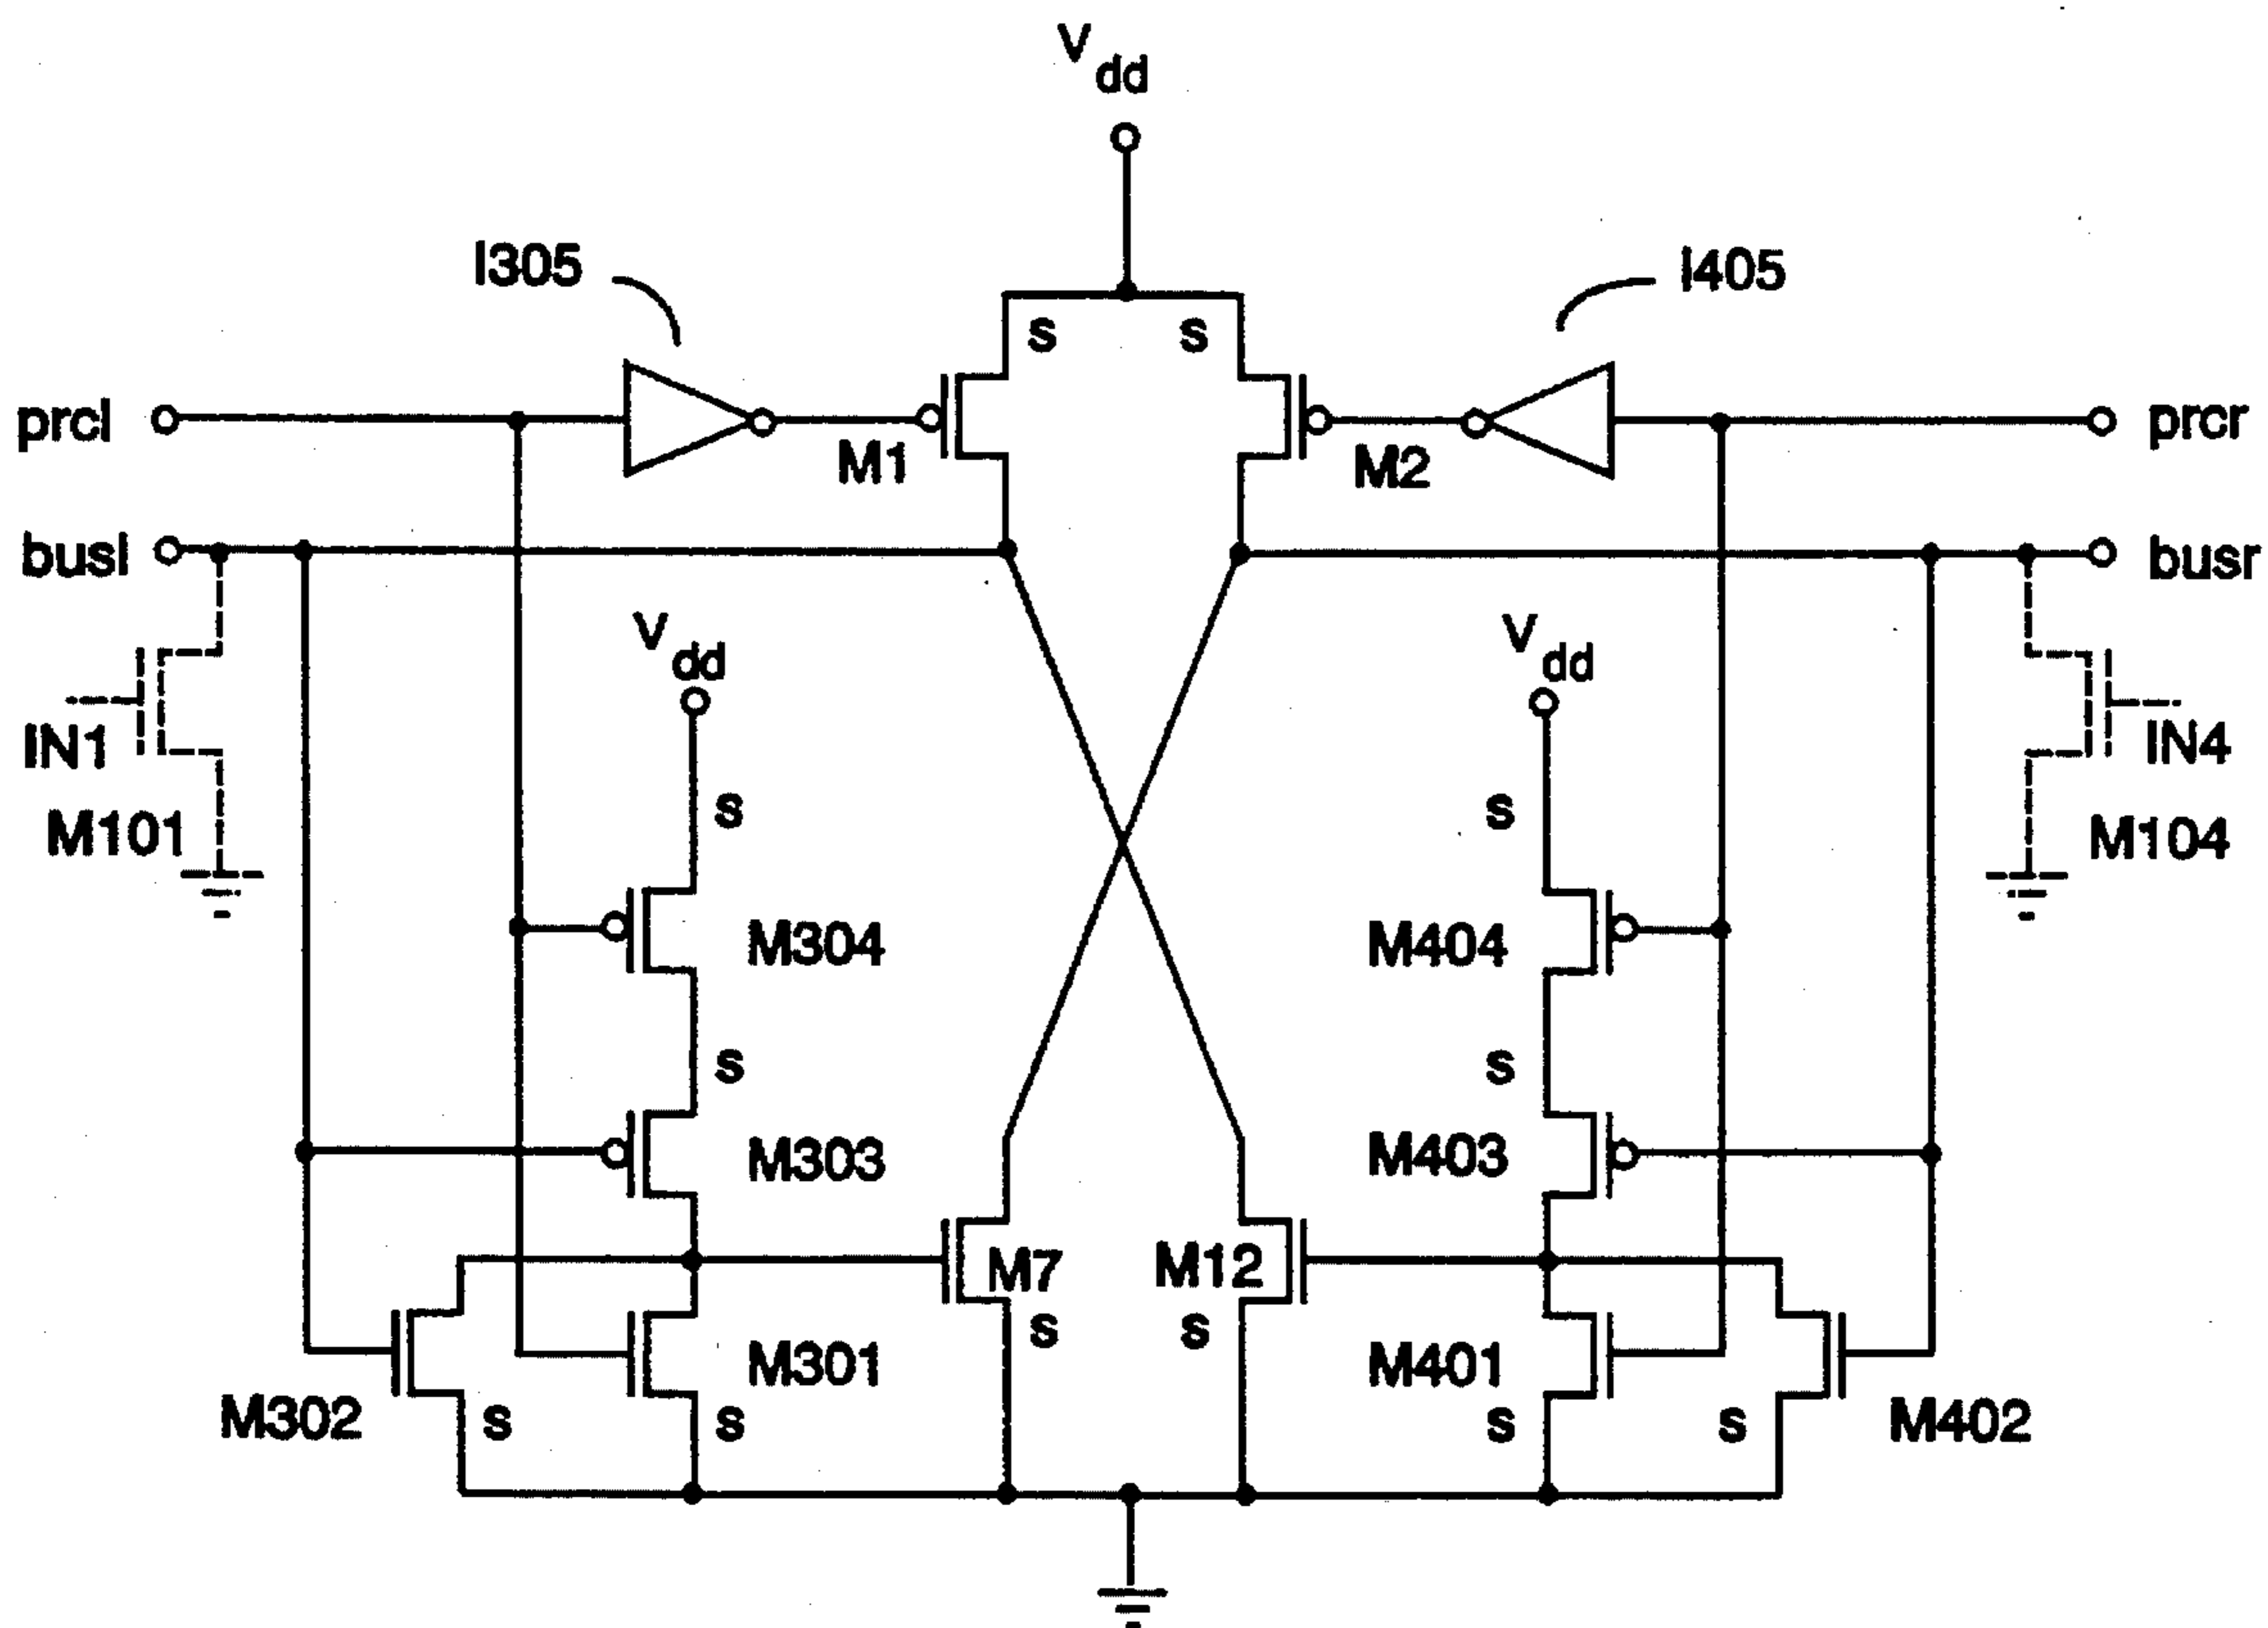 Vdd
I305
I405
s
s
prcl
M1
M2
prcr
busl
busr
Vdd
Vdd
IN1
IN4
M101
s
s
M104
M304
M404
s
s
M303
M403
M7
M12
s
s
M301
M401
M302
s
s
s
s
M402